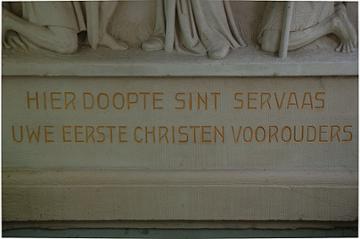 HIER DOOPTE SINT SERVAAS
UWE EERSTE CHRISTEN VOOROUDERS